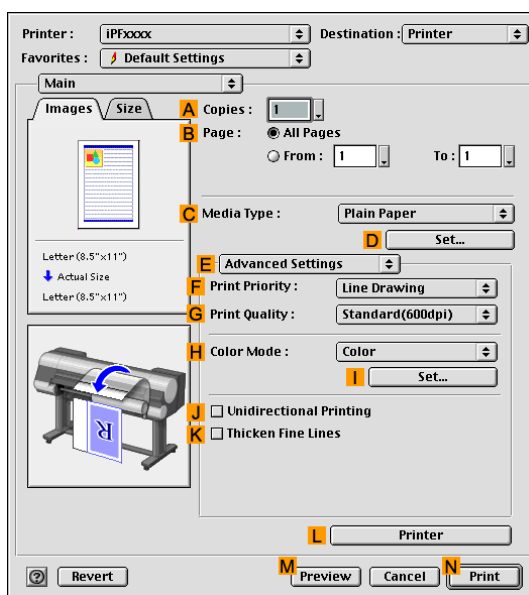 Printer : iPFxxxx Destination : Printer
Favorites : Default Settings
Main
Images Size
A Copies : 1
B Page : All Pages
From : 1 To : 1
C Media Type : Plain Paper
D Set...
Letter (8.5"x11")
Actual Size
Letter (8.5"x11")
E Advanced Settings
F Print Priority : Line Drawing
G Print Quality : Standard(600dpi)
H Color Mode : Color
I Set...
R
J Unidirectional Printing
K Thicken Fine Lines
L Printer
? Revert M Preview Cancel N Print